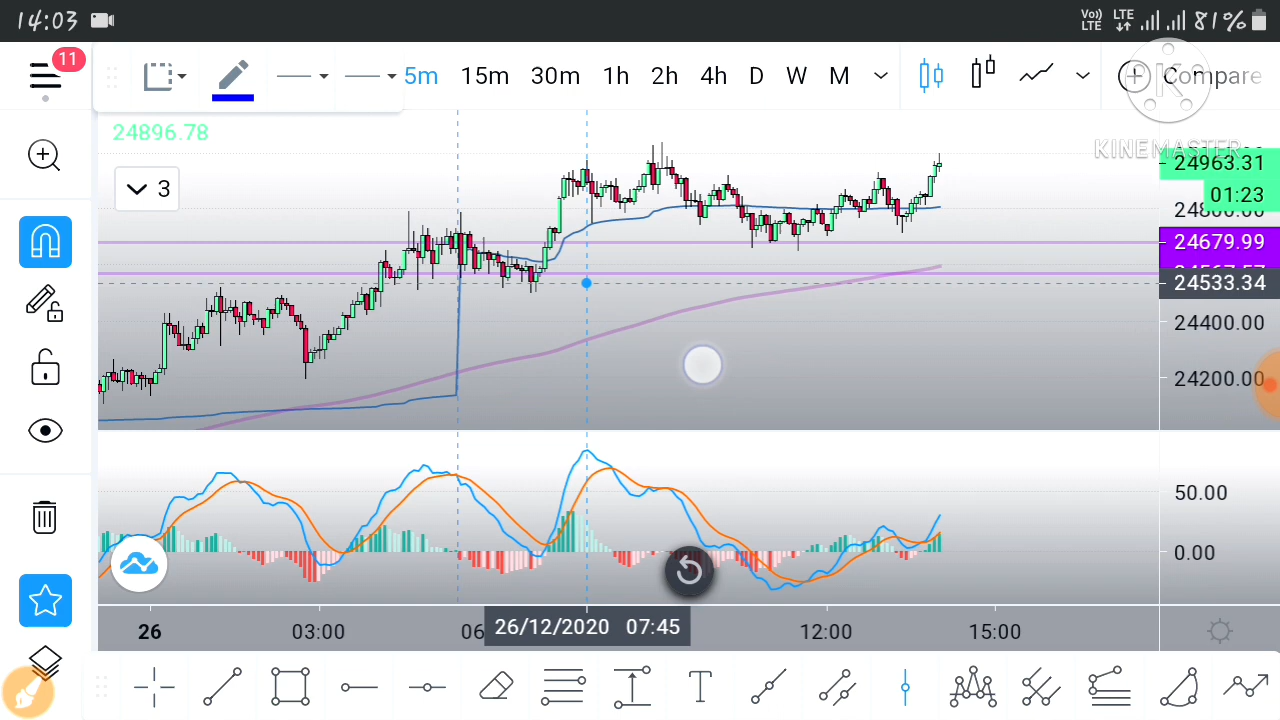 14:03
Vo)) LTE LTE 81%
11
5m 15m 30m 1h 2h 4h D W M Compare
KINEMASTER
24896.78
3
24963.31
01:23
24800.00
24679.99
24533.34
24400.00
24200.00
50.00
0.00
26 03:00 06 26/12/2020 07:45 12:00 15:00
T